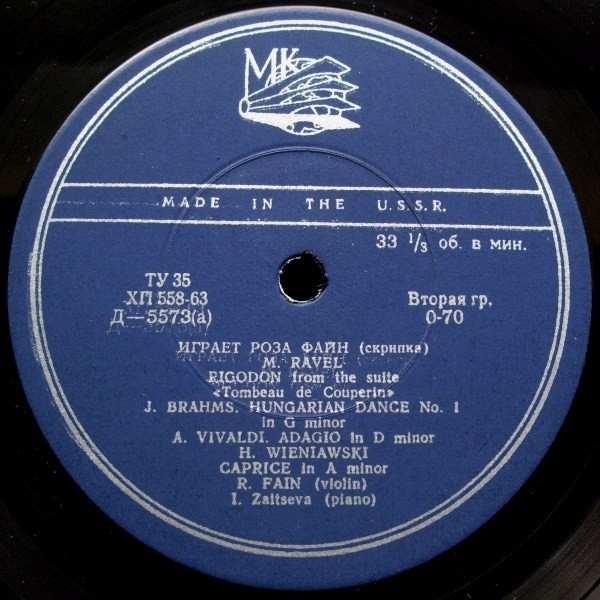 МК
MADE IN THE U.S.S.R.
33 1/3 об. в мин.
ТУ 35
ХП 558-63
Д—5573(а)
Вторая гр.
0-70
ИГРАЕТ РОЗА ФАИН (скрипка)
M. RAVEL
RIGODON from the suite
«Tombeau de Couperin»
J. BRAHMS. HUNGARIAN DANCE No. 1
in G minor
A. VIVALDI. ADAGIO in D minor
H. WIENIAWSKI
CAPRICE in A minor
R. FAIN (violin)
I. Zaitseva (piano)